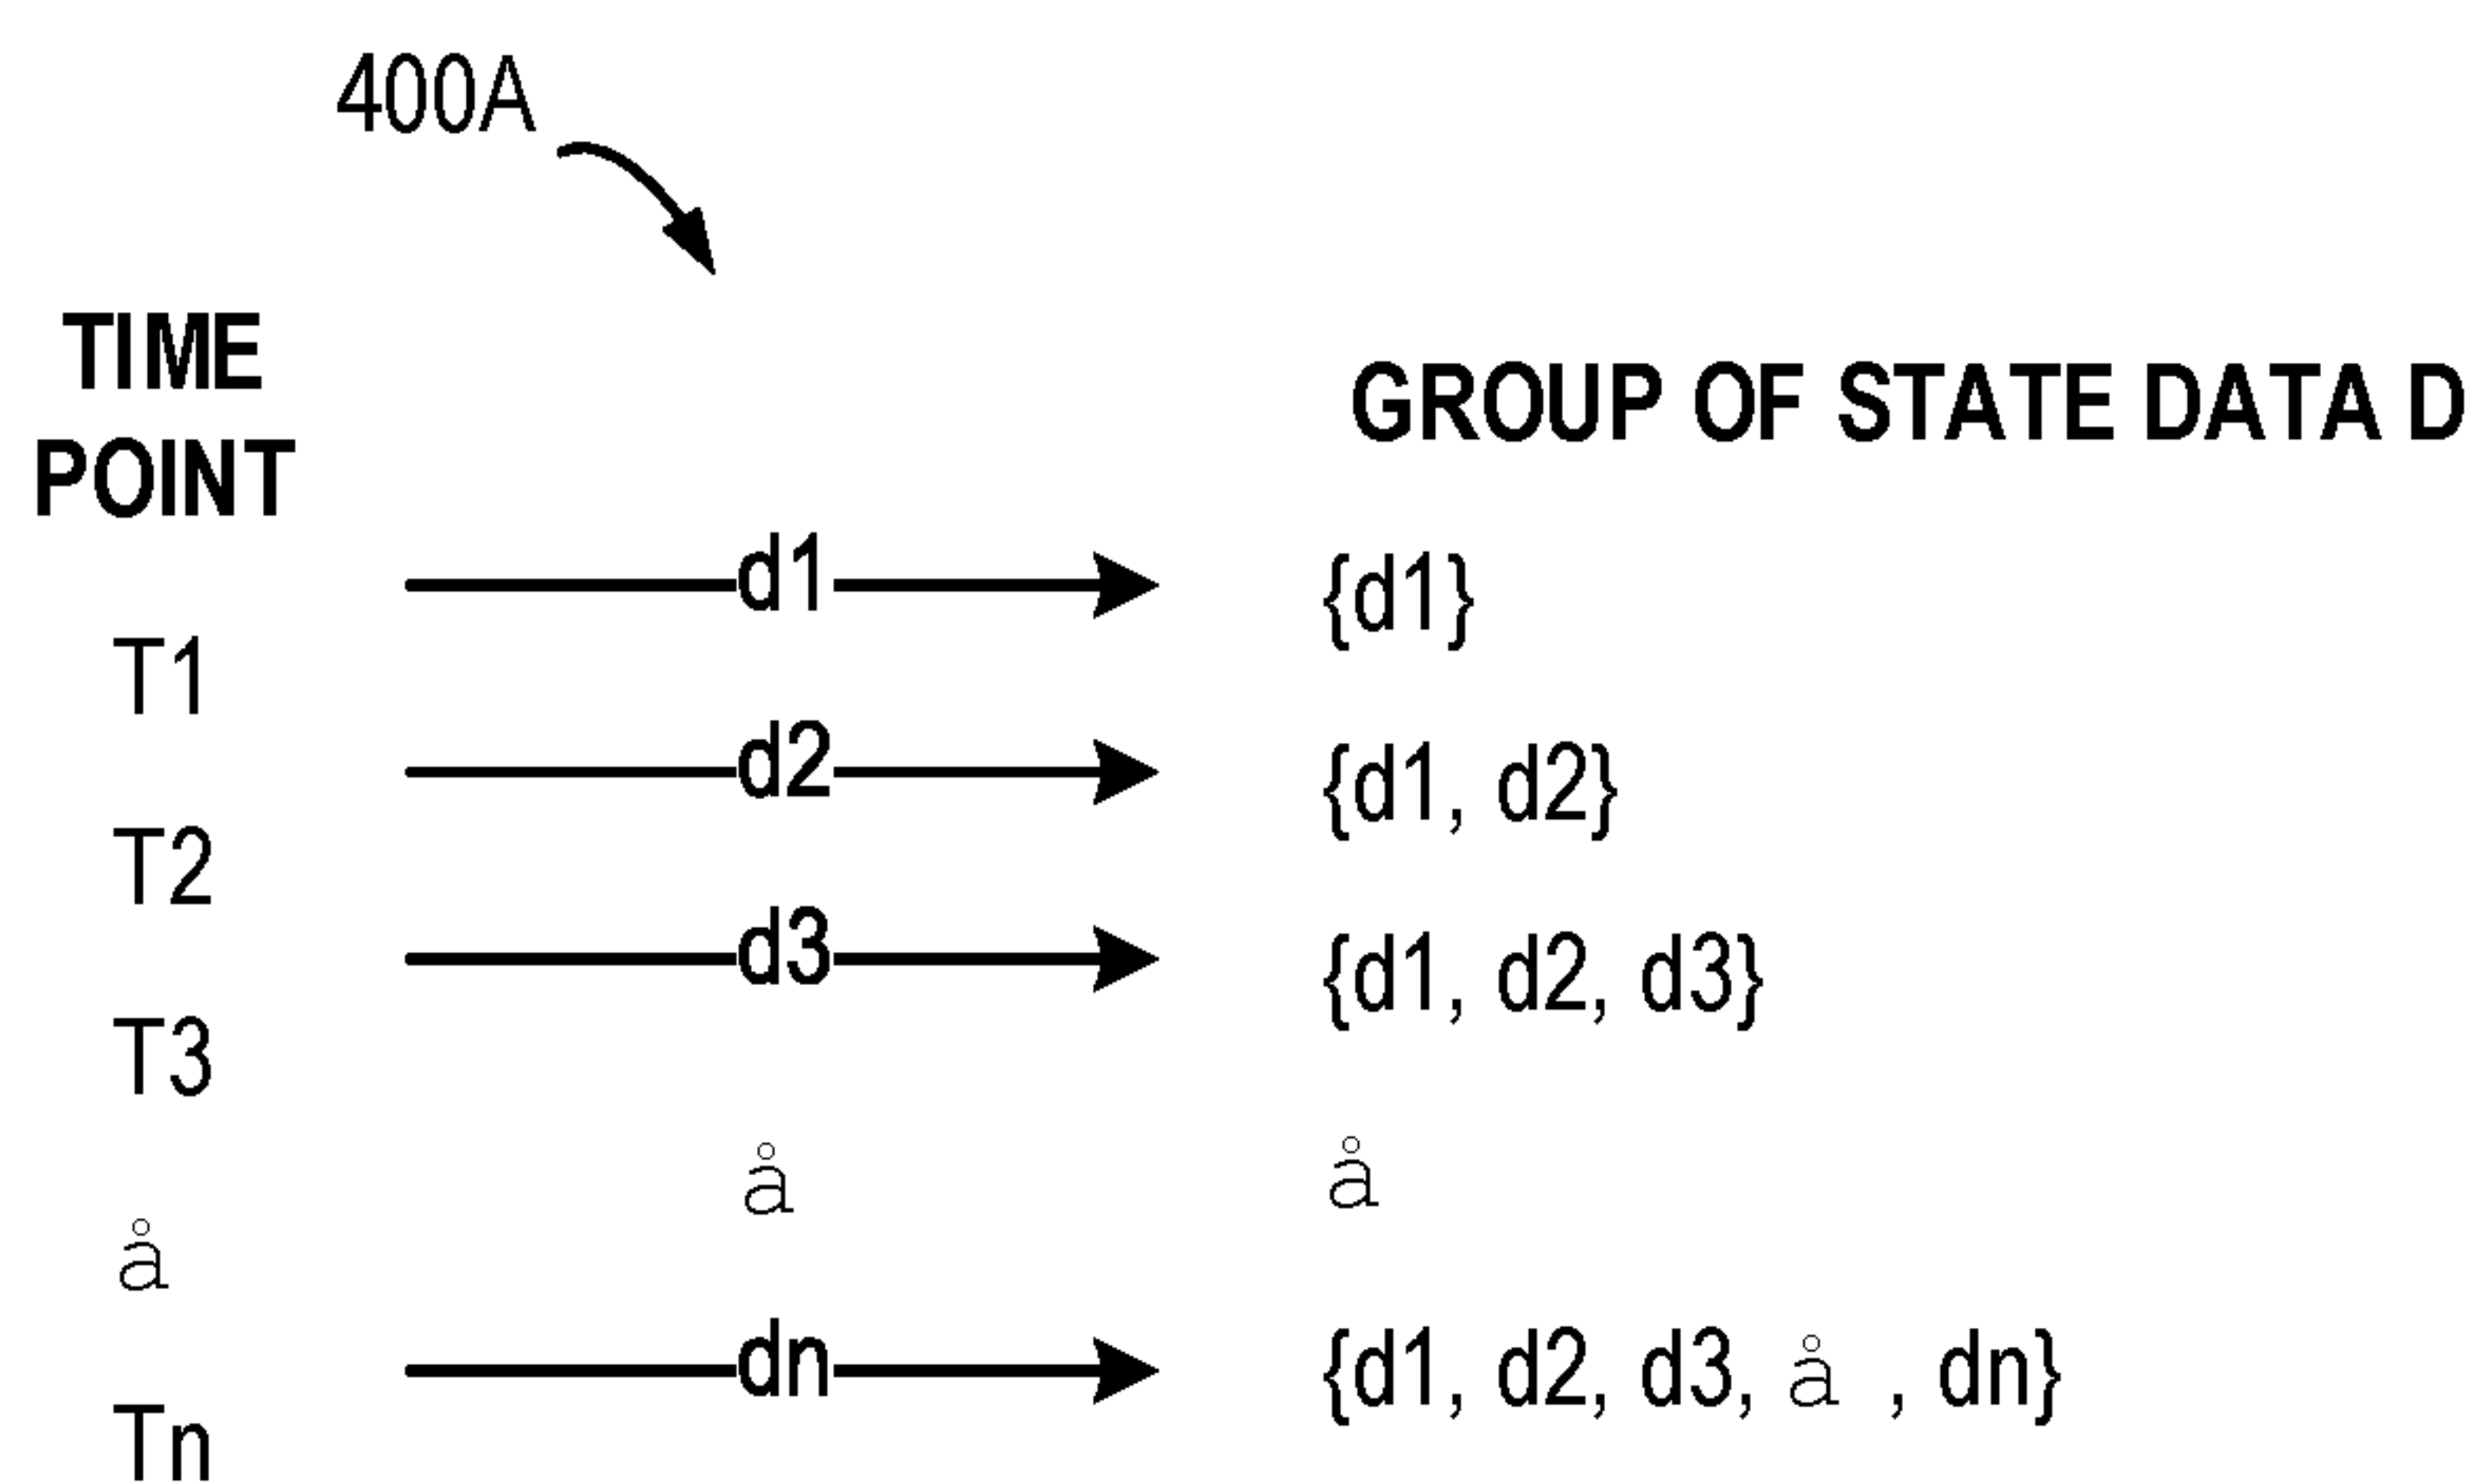 400A
TIME
POINT
GROUP OF STATE DATA D
d1
{d1}
T1
d2
{d1, d2}
T2
d3
{d1, d2, d3}
T3
å
å
å
dn
{d1, d2, d3, å , dn}
Tn